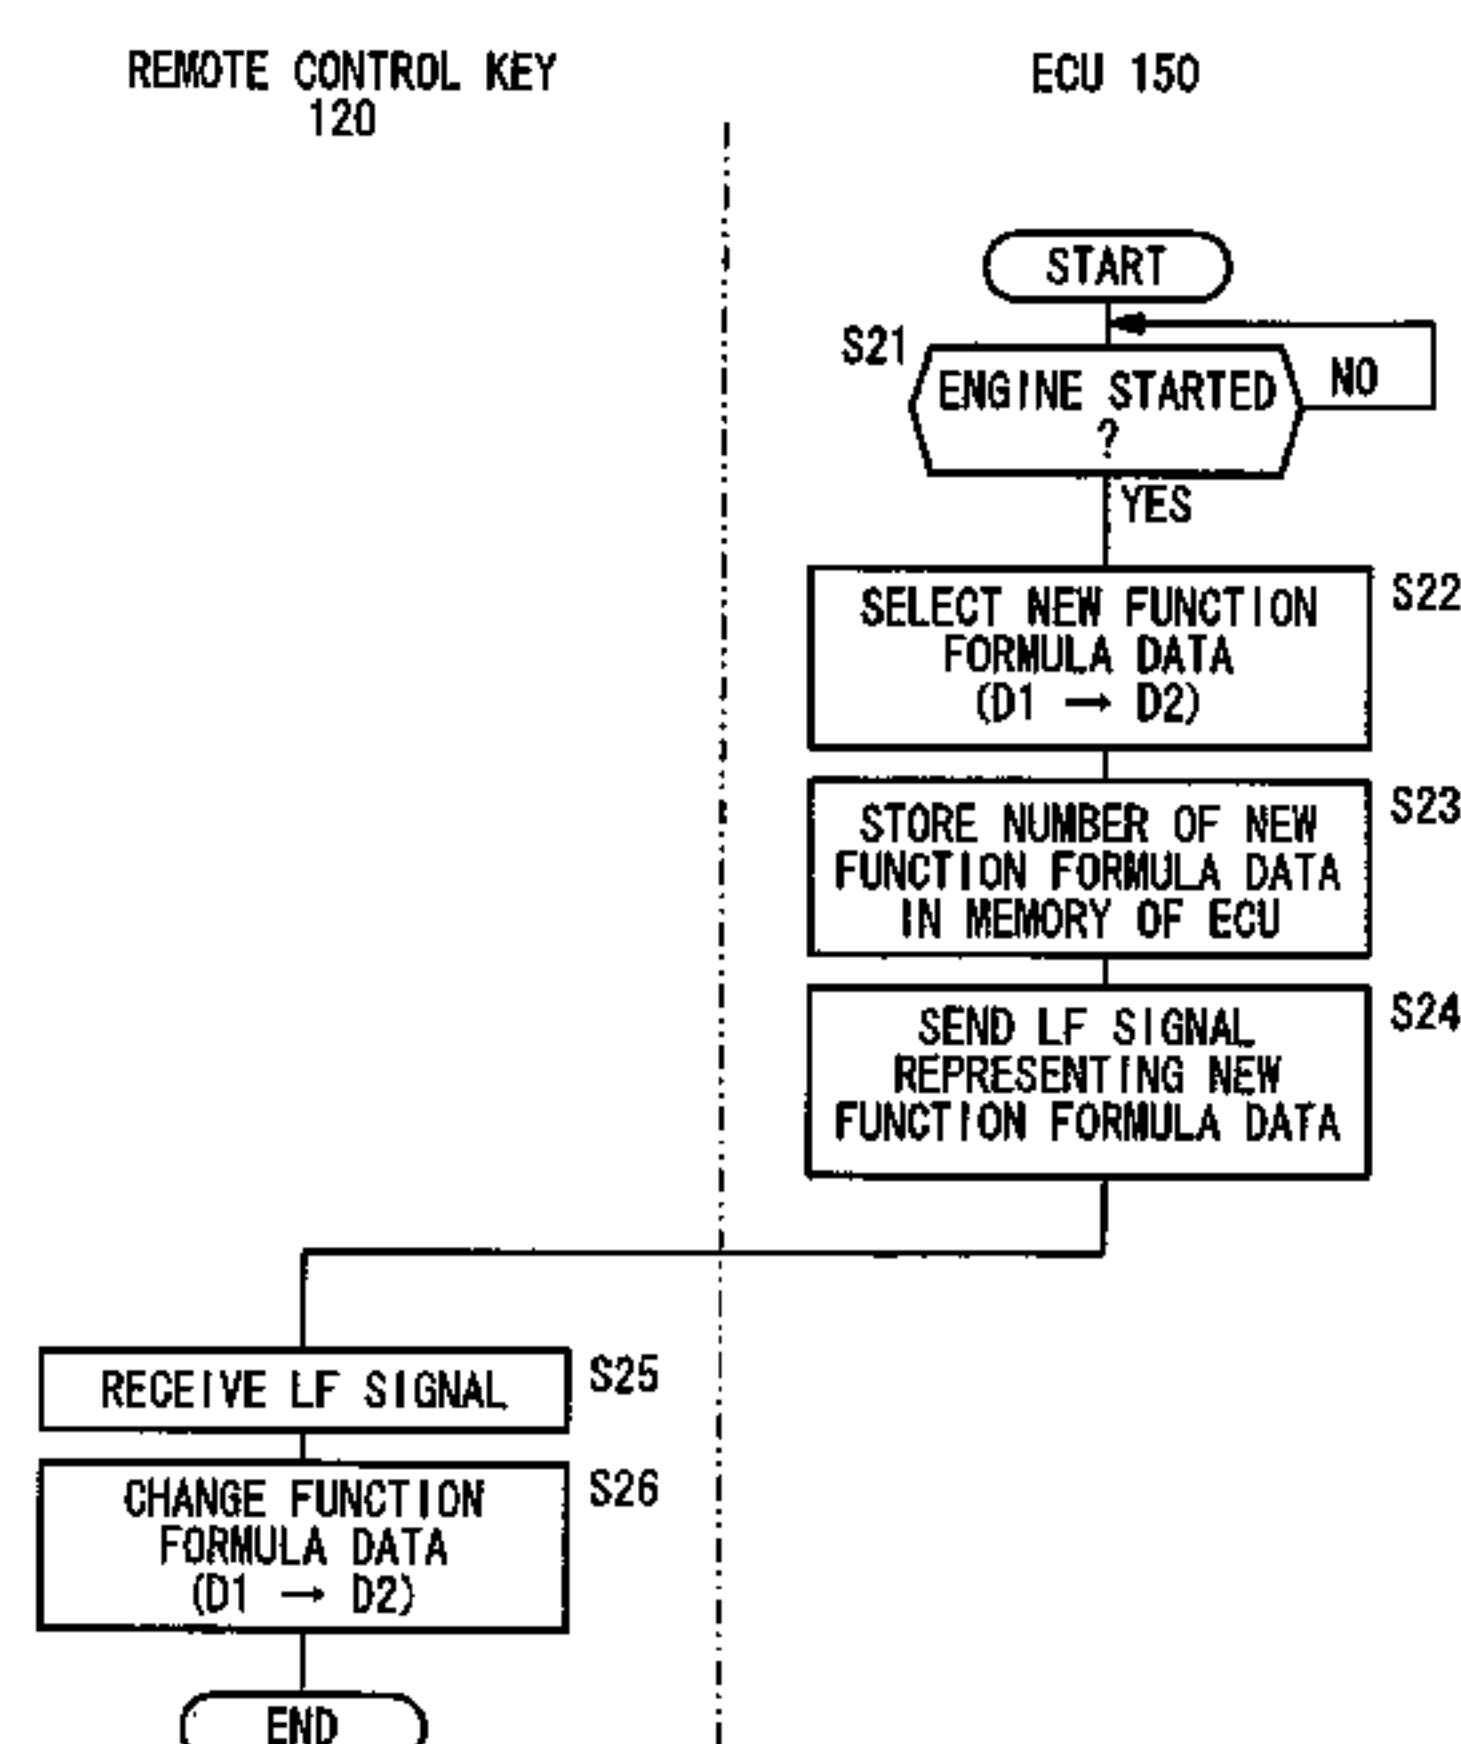 REMOTE CONTROL KEY
120
ECU 150
START
S21
ENGINE STARTED
?
NO
YES
SELECT NEW FUNCTION
FORMULA DATA
(D1 → D2)
S22
STORE NUMBER OF NEW
FUNCTION FORMULA DATA
IN MEMORY OF ECU
S23
SEND LF SIGNAL
REPRESENTING NEW
FUNCTION FORMULA DATA
S24
RECEIVE LF SIGNAL
S25
CHANGE FUNCTION
FORMULA DATA
(D1 → D2)
S26
END